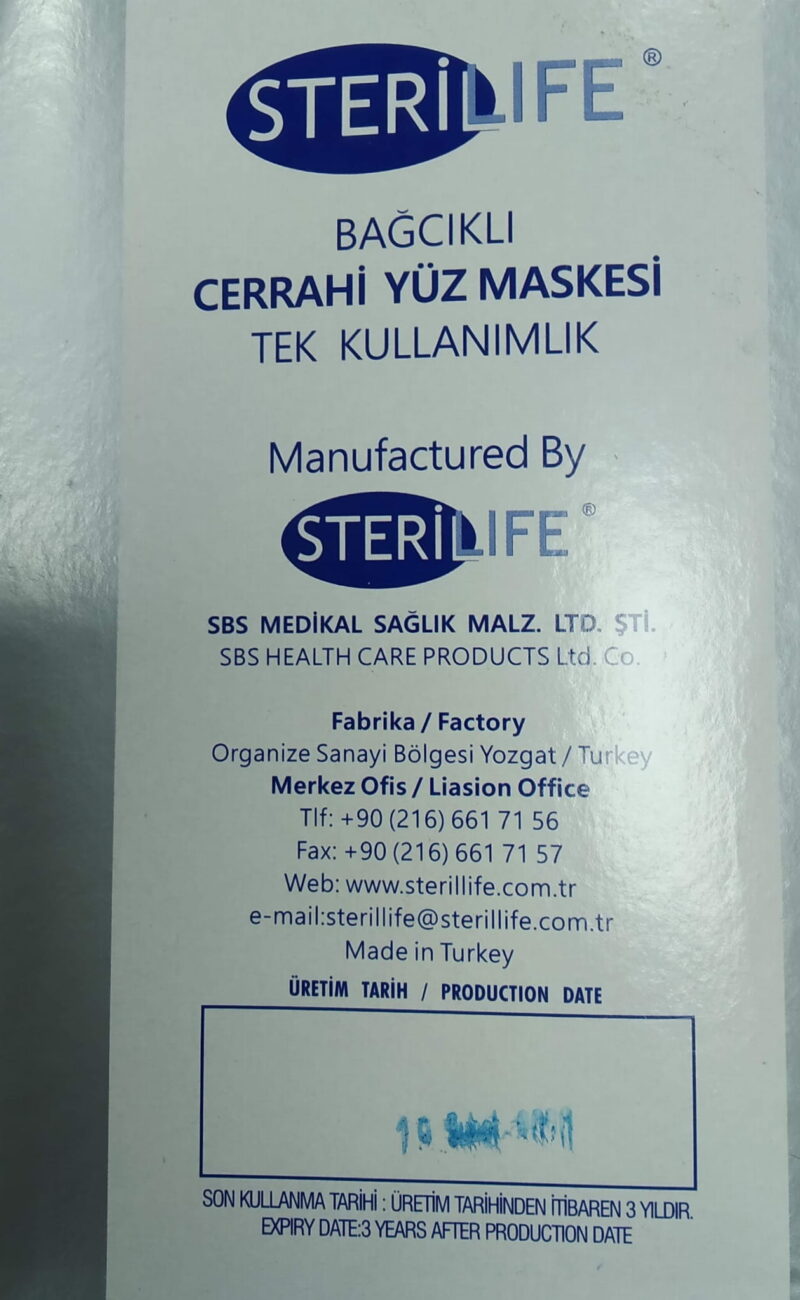 STERİLLIFE ®
BAĞCIKLI
CERRAHİ YÜZ MASKESİ
TEK KULLANIMLIK
Manufactured By
STERİLLIFE ®
SBS MEDİKAL SAĞLIK MALZ. LTD. ŞTİ.
SBS HEALTH CARE PRODUCTS Ltd. Co.
Fabrika / Factory
Organize Sanayi Bölgesi Yozgat / Turkey
Merkez Ofis / Liasion Office
Tlf: +90 (216) 661 71 56
Fax: +90 (216) 661 71 57
Web: www.sterillife.com.tr
e-mail:sterillife@sterillife.com.tr
Made in Turkey
ÜRETİM TARİH / PRODUCTION DATE
SON KULLANMA TARİHİ : ÜRETİM TARİHİNDEN İTİBAREN 3 YILDIR.
EXPIRY DATE:3 YEARS AFTER PRODUCTION DATE